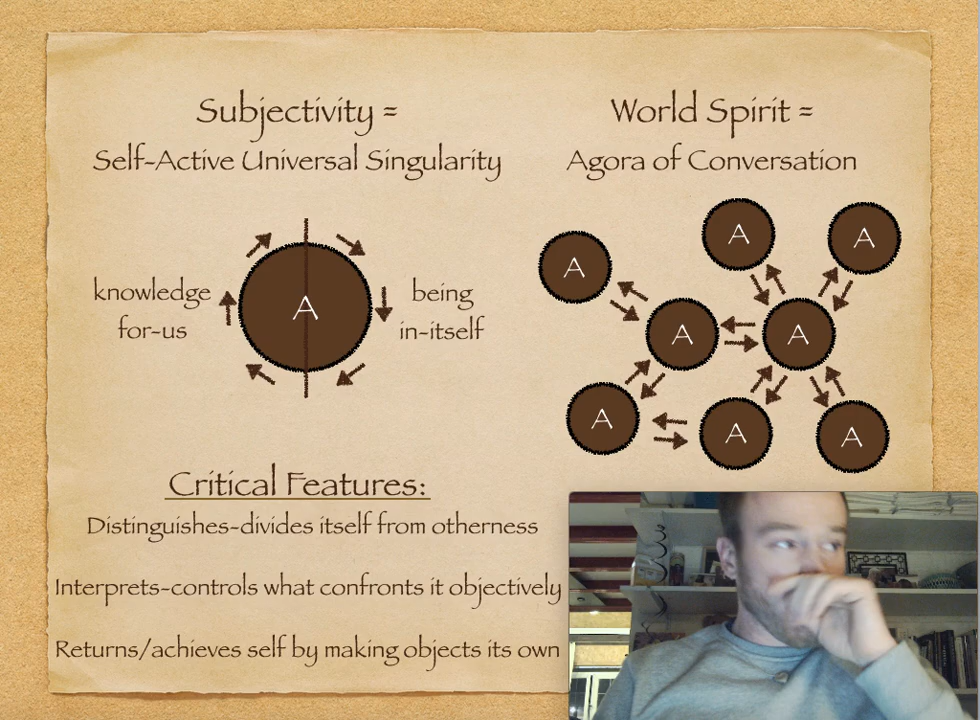 Subjectivity =
Self-Active Universal Singularity
A
knowledge
for-us
being
in-itself
Critical Features:
Distinguishes-divides itself from otherness
Interprets-controls what confronts it objectively
Returns/achieves self by making objects its own
World Spirit =
Agora of Conversation
A
A
A
A
A
A
A
A